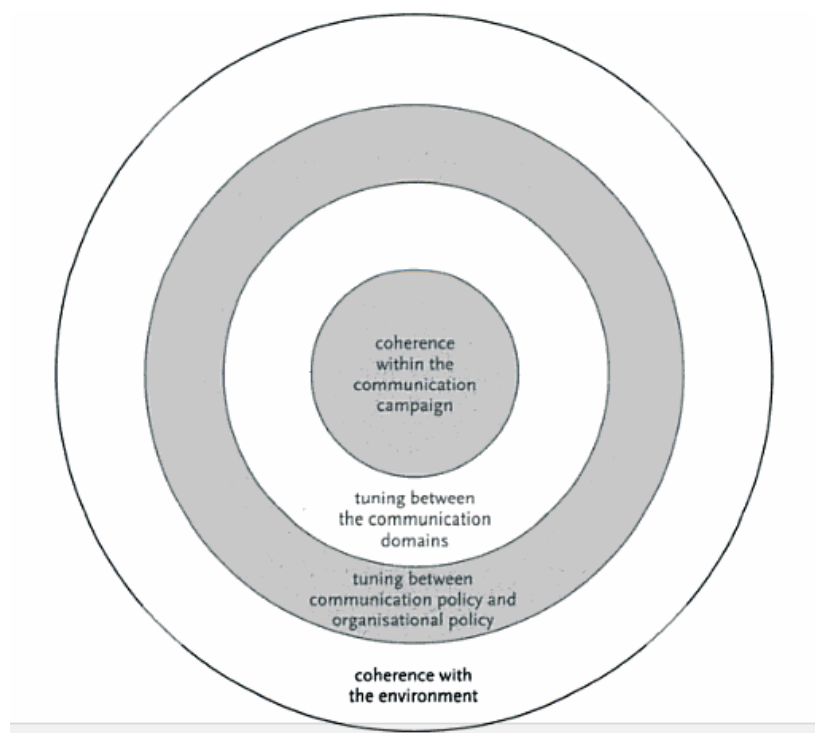 coherence
within the
communication
campaign
tuning between
the communication
domains
tuning between
communication policy and
organisational policy
coherence with
the environment